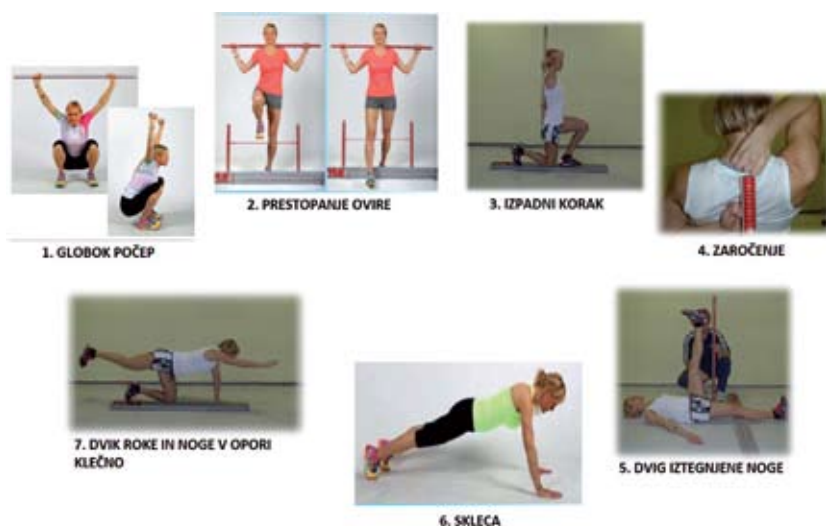 1. GLOBOK POČEP
2. PRESTOPANJE OVIRE
3. IZPADNI KORAK
4. ZAROČENJE
5. DVIG IZTEGNJENE NOGE
6. SKLECA
7. DVIK ROKE IN NOGE V OPORI
KLEČNO